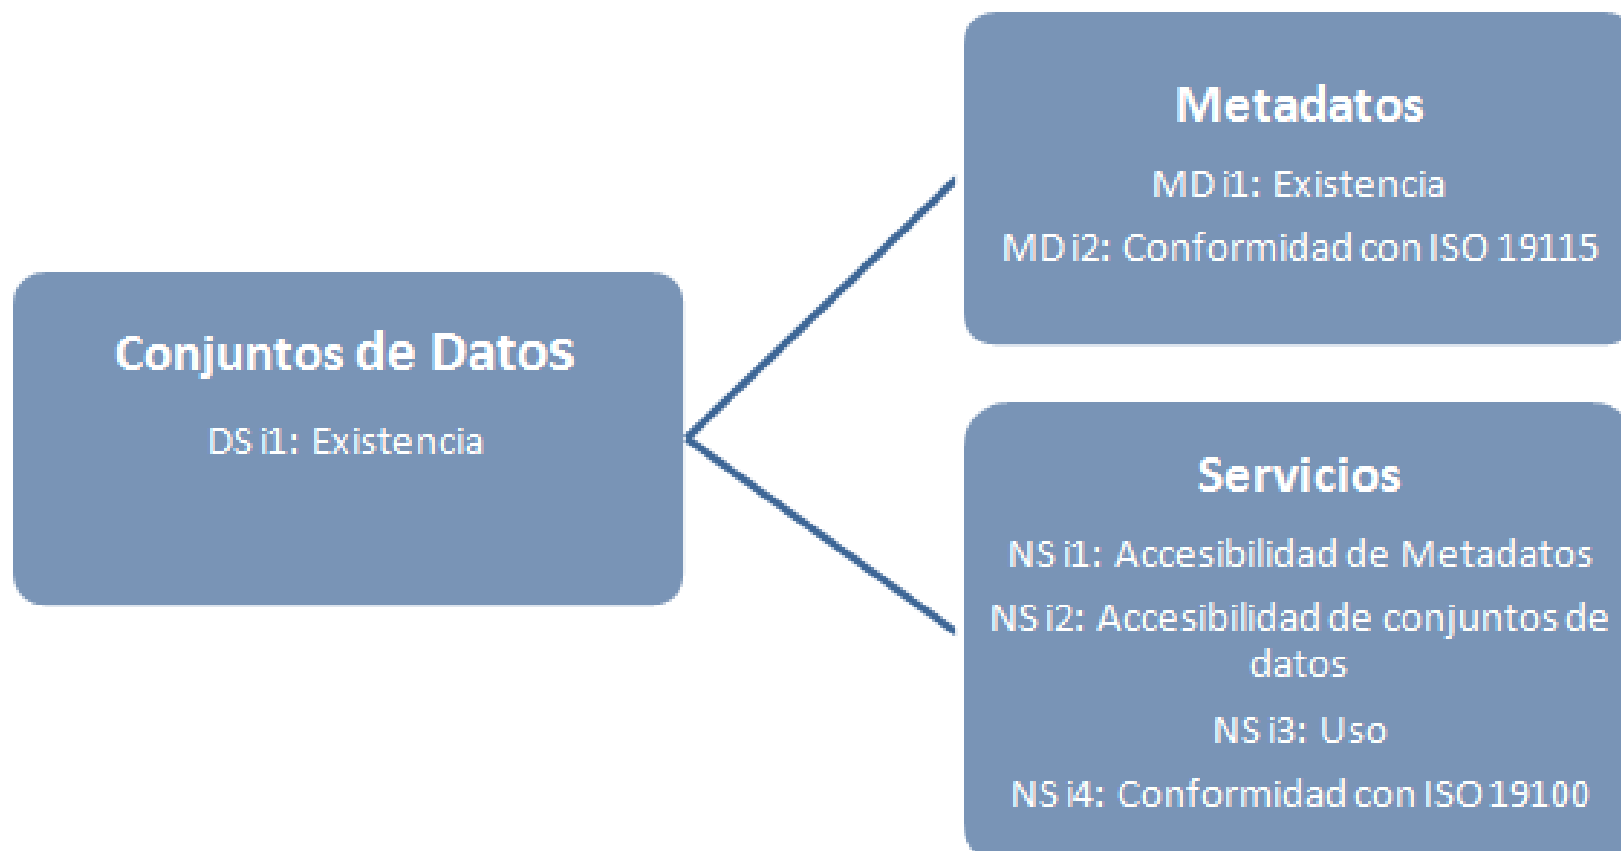 Conjuntos de Datos
DS i1: Existencia
Metadatos
MD i1: Existencia
MD i2: Conformidad con ISO 19115
Servicios
NS i1: Accesibilidad de Metadatos
NS i2: Accesibilidad de conjuntos de
datos
NS i3: Uso
NS i4: Conformidad con ISO 19100